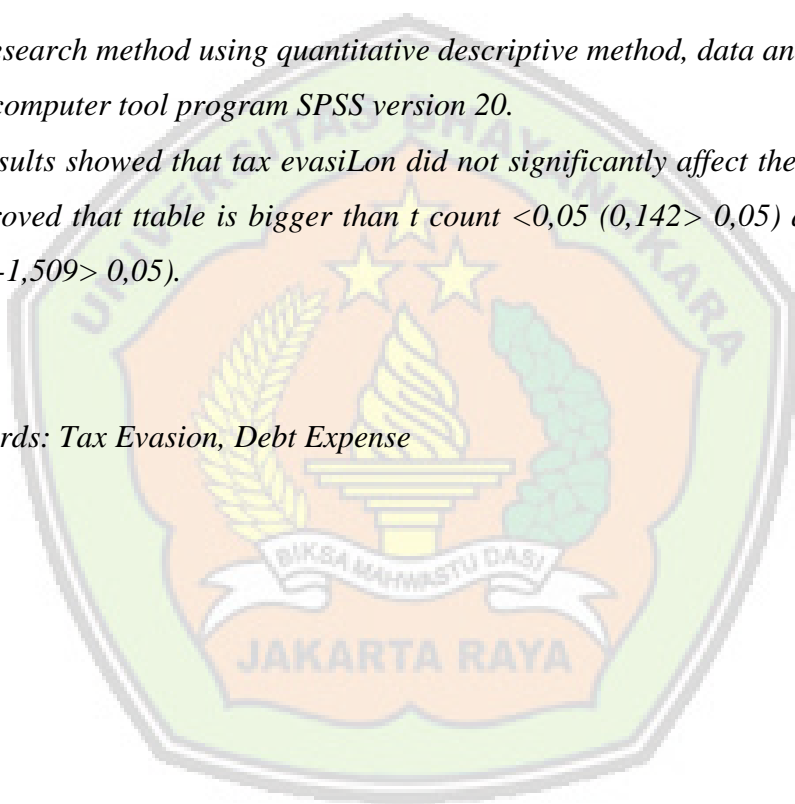 esearch method using quantitative descriptive method, data an
computer tool program SPSS version 20.
sults showed that tax evasiLon did not significantly affect the
roved that ttable is bigger than t count <0,05 (0,142> 0,05)
-1,509> 0,05).
rds: Tax Evasion, Debt Expense
UNIVERSITAS BHAYANGKARA
BIKSA MAHWASTU DASI
JAKARTA RAYA